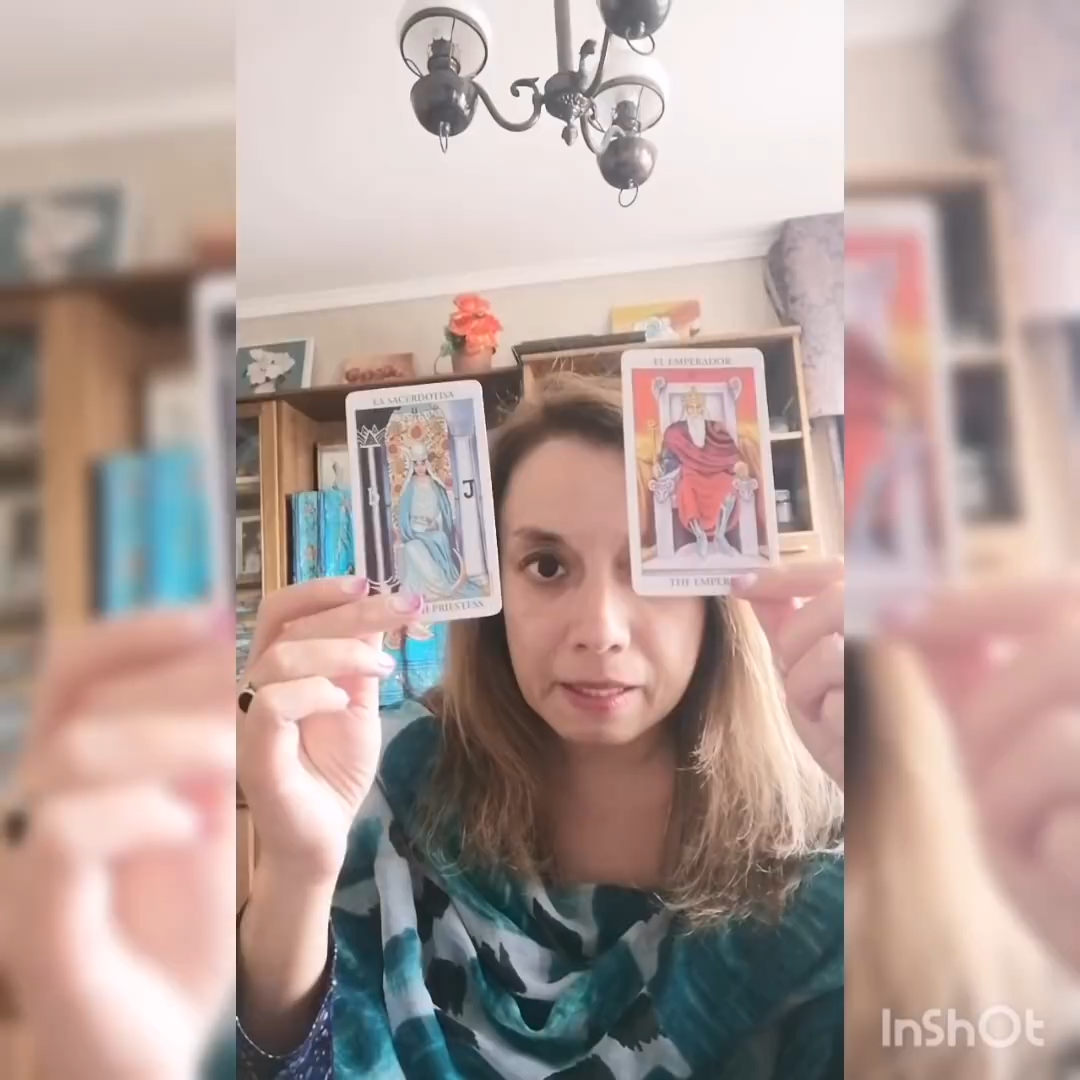 LA SACERDOTISA
J
H PRIESTESS
EL EMPERADOR
THE EMPER
InShOt